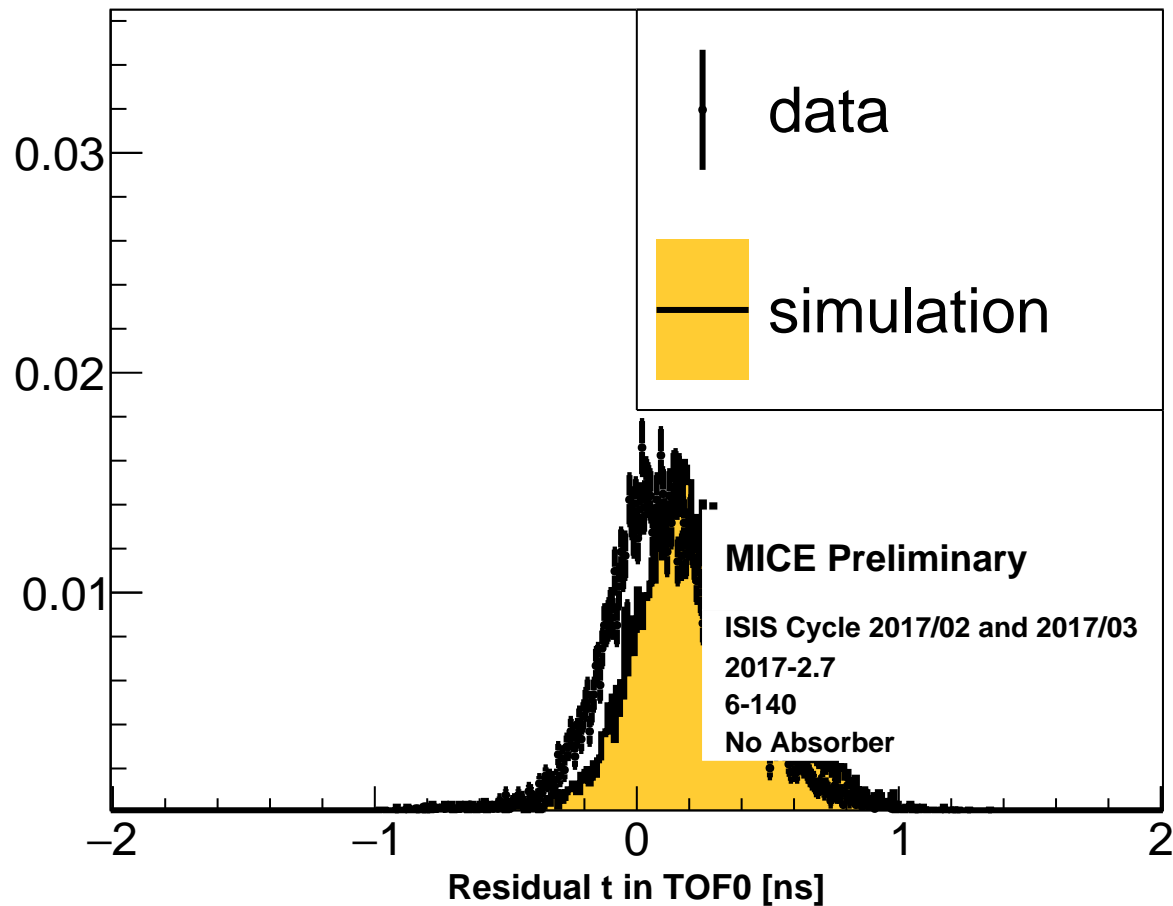 data
simulation
0.03
0.02
0.01
MICE Preliminary
ISIS Cycle 2017/02 and 2017/03
2017-2.7
6-140
No Absorber
−2 −1 0 1 2
Residual t in TOF0 [ns]